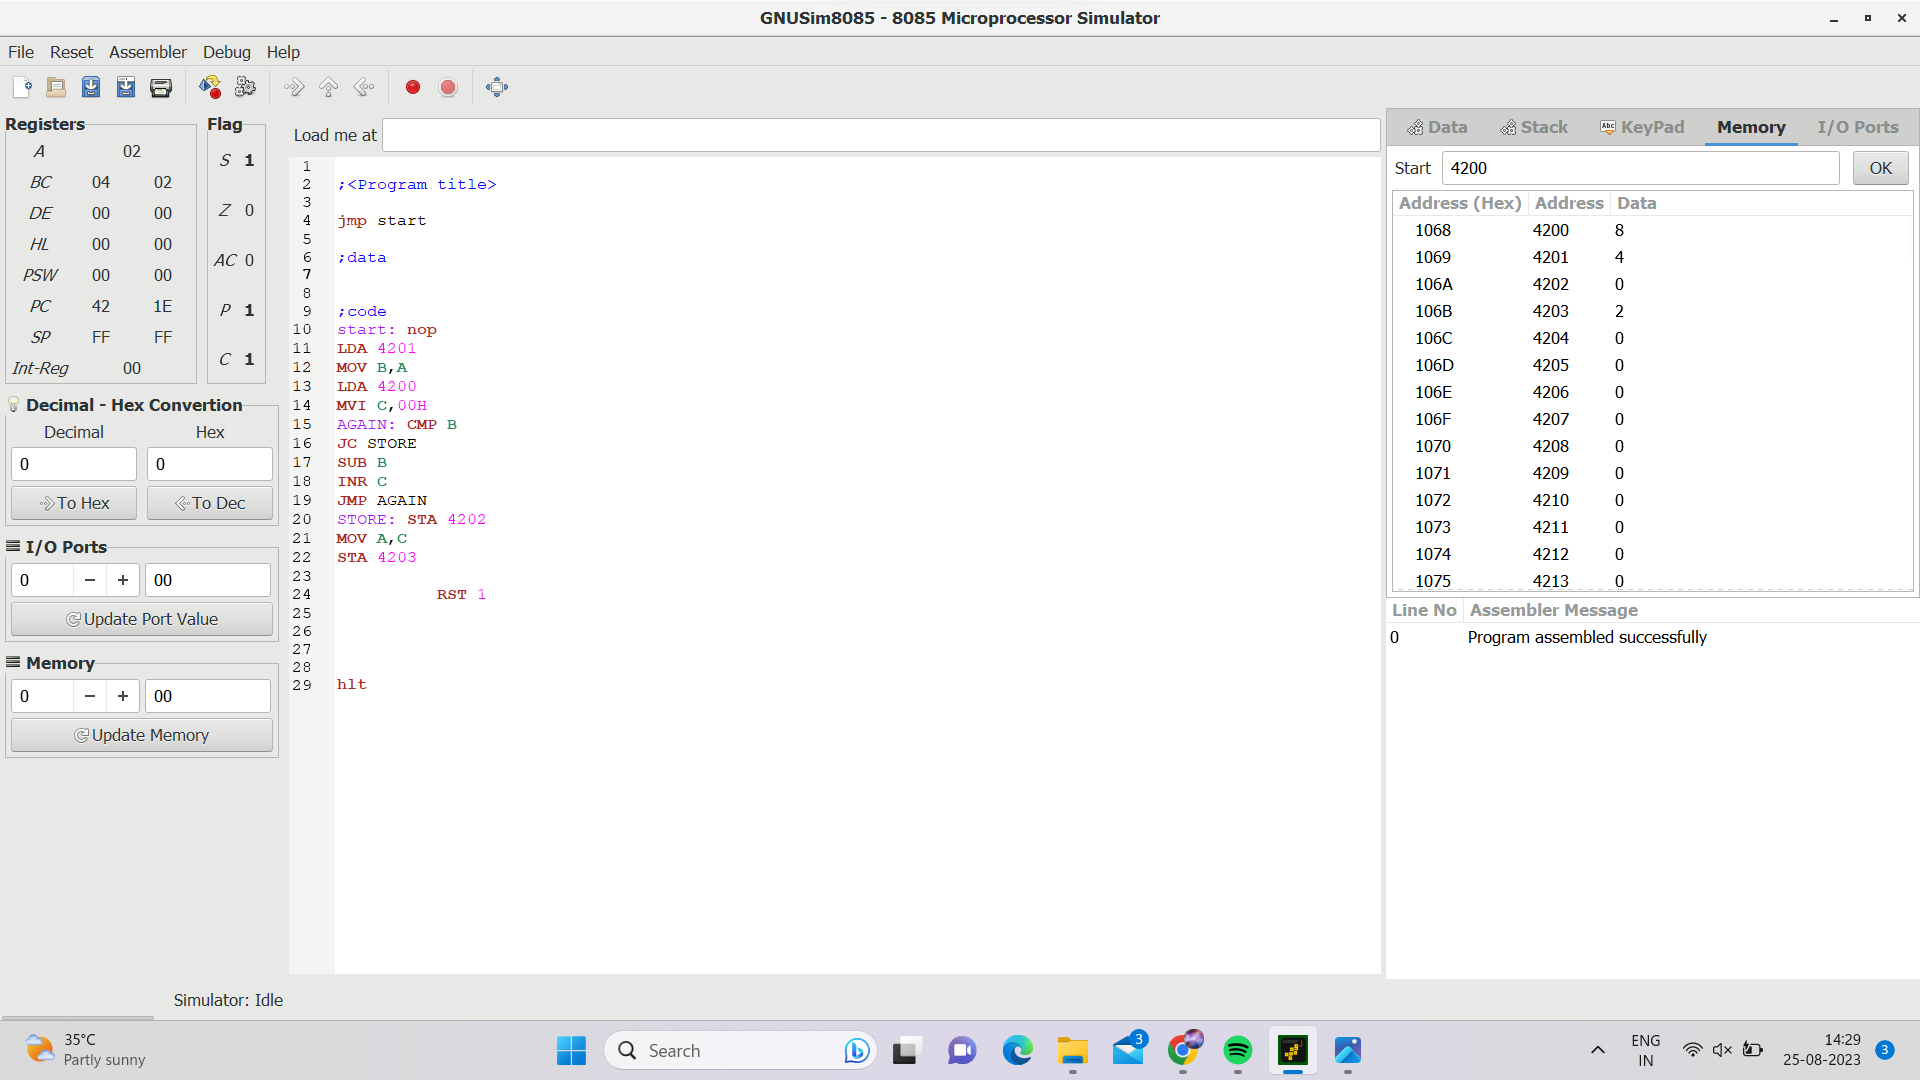 GNUSim8085 - 8085 Microprocessor Simulator
File Reset Assembler Debug Help
Registers
A 02
BC 04 02
DE 00 00
HL 00 00
PSW 00 00
PC 42 1E
SP FF FF
Int-Reg 00
Flag
S 1
Z 0
AC 0
P 1
C 1
Decimal - Hex Convertion
Decimal Hex
0 0
To Hex To Dec
I/O Ports
0 − + 00
Update Port Value
Memory
0 − + 00
Update Memory
Load me at
1
2 ;<Program title>
3
4 jmp start
5
6 ;data
7
8
9 ;code
10 start: nop
11 LDA 4201
12 MOV B,A
13 LDA 4200
14 MVI C,00H
15 AGAIN: CMP B
16 JC STORE
17 SUB B
18 INR C
19 JMP AGAIN
20 STORE: STA 4202
21 MOV A,C
22 STA 4203
23
24 RST 1
25
26
27
28
29 hlt
Data Stack Abc KeyPad Memory I/O Ports
Start 4200 OK
Address (Hex) Address Data
1068 4200 8
1069 4201 4
106A 4202 0
106B 4203 2
106C 4204 0
106D 4205 0
106E 4206 0
106F 4207 0
1070 4208 0
1071 4209 0
1072 4210 0
1073 4211 0
1074 4212 0
1075 4213 0
Line No Assembler Message
0 Program assembled successfully
Simulator: Idle
35°C
Partly sunny
Search
3
ENG
IN
14:29
25-08-2023
3